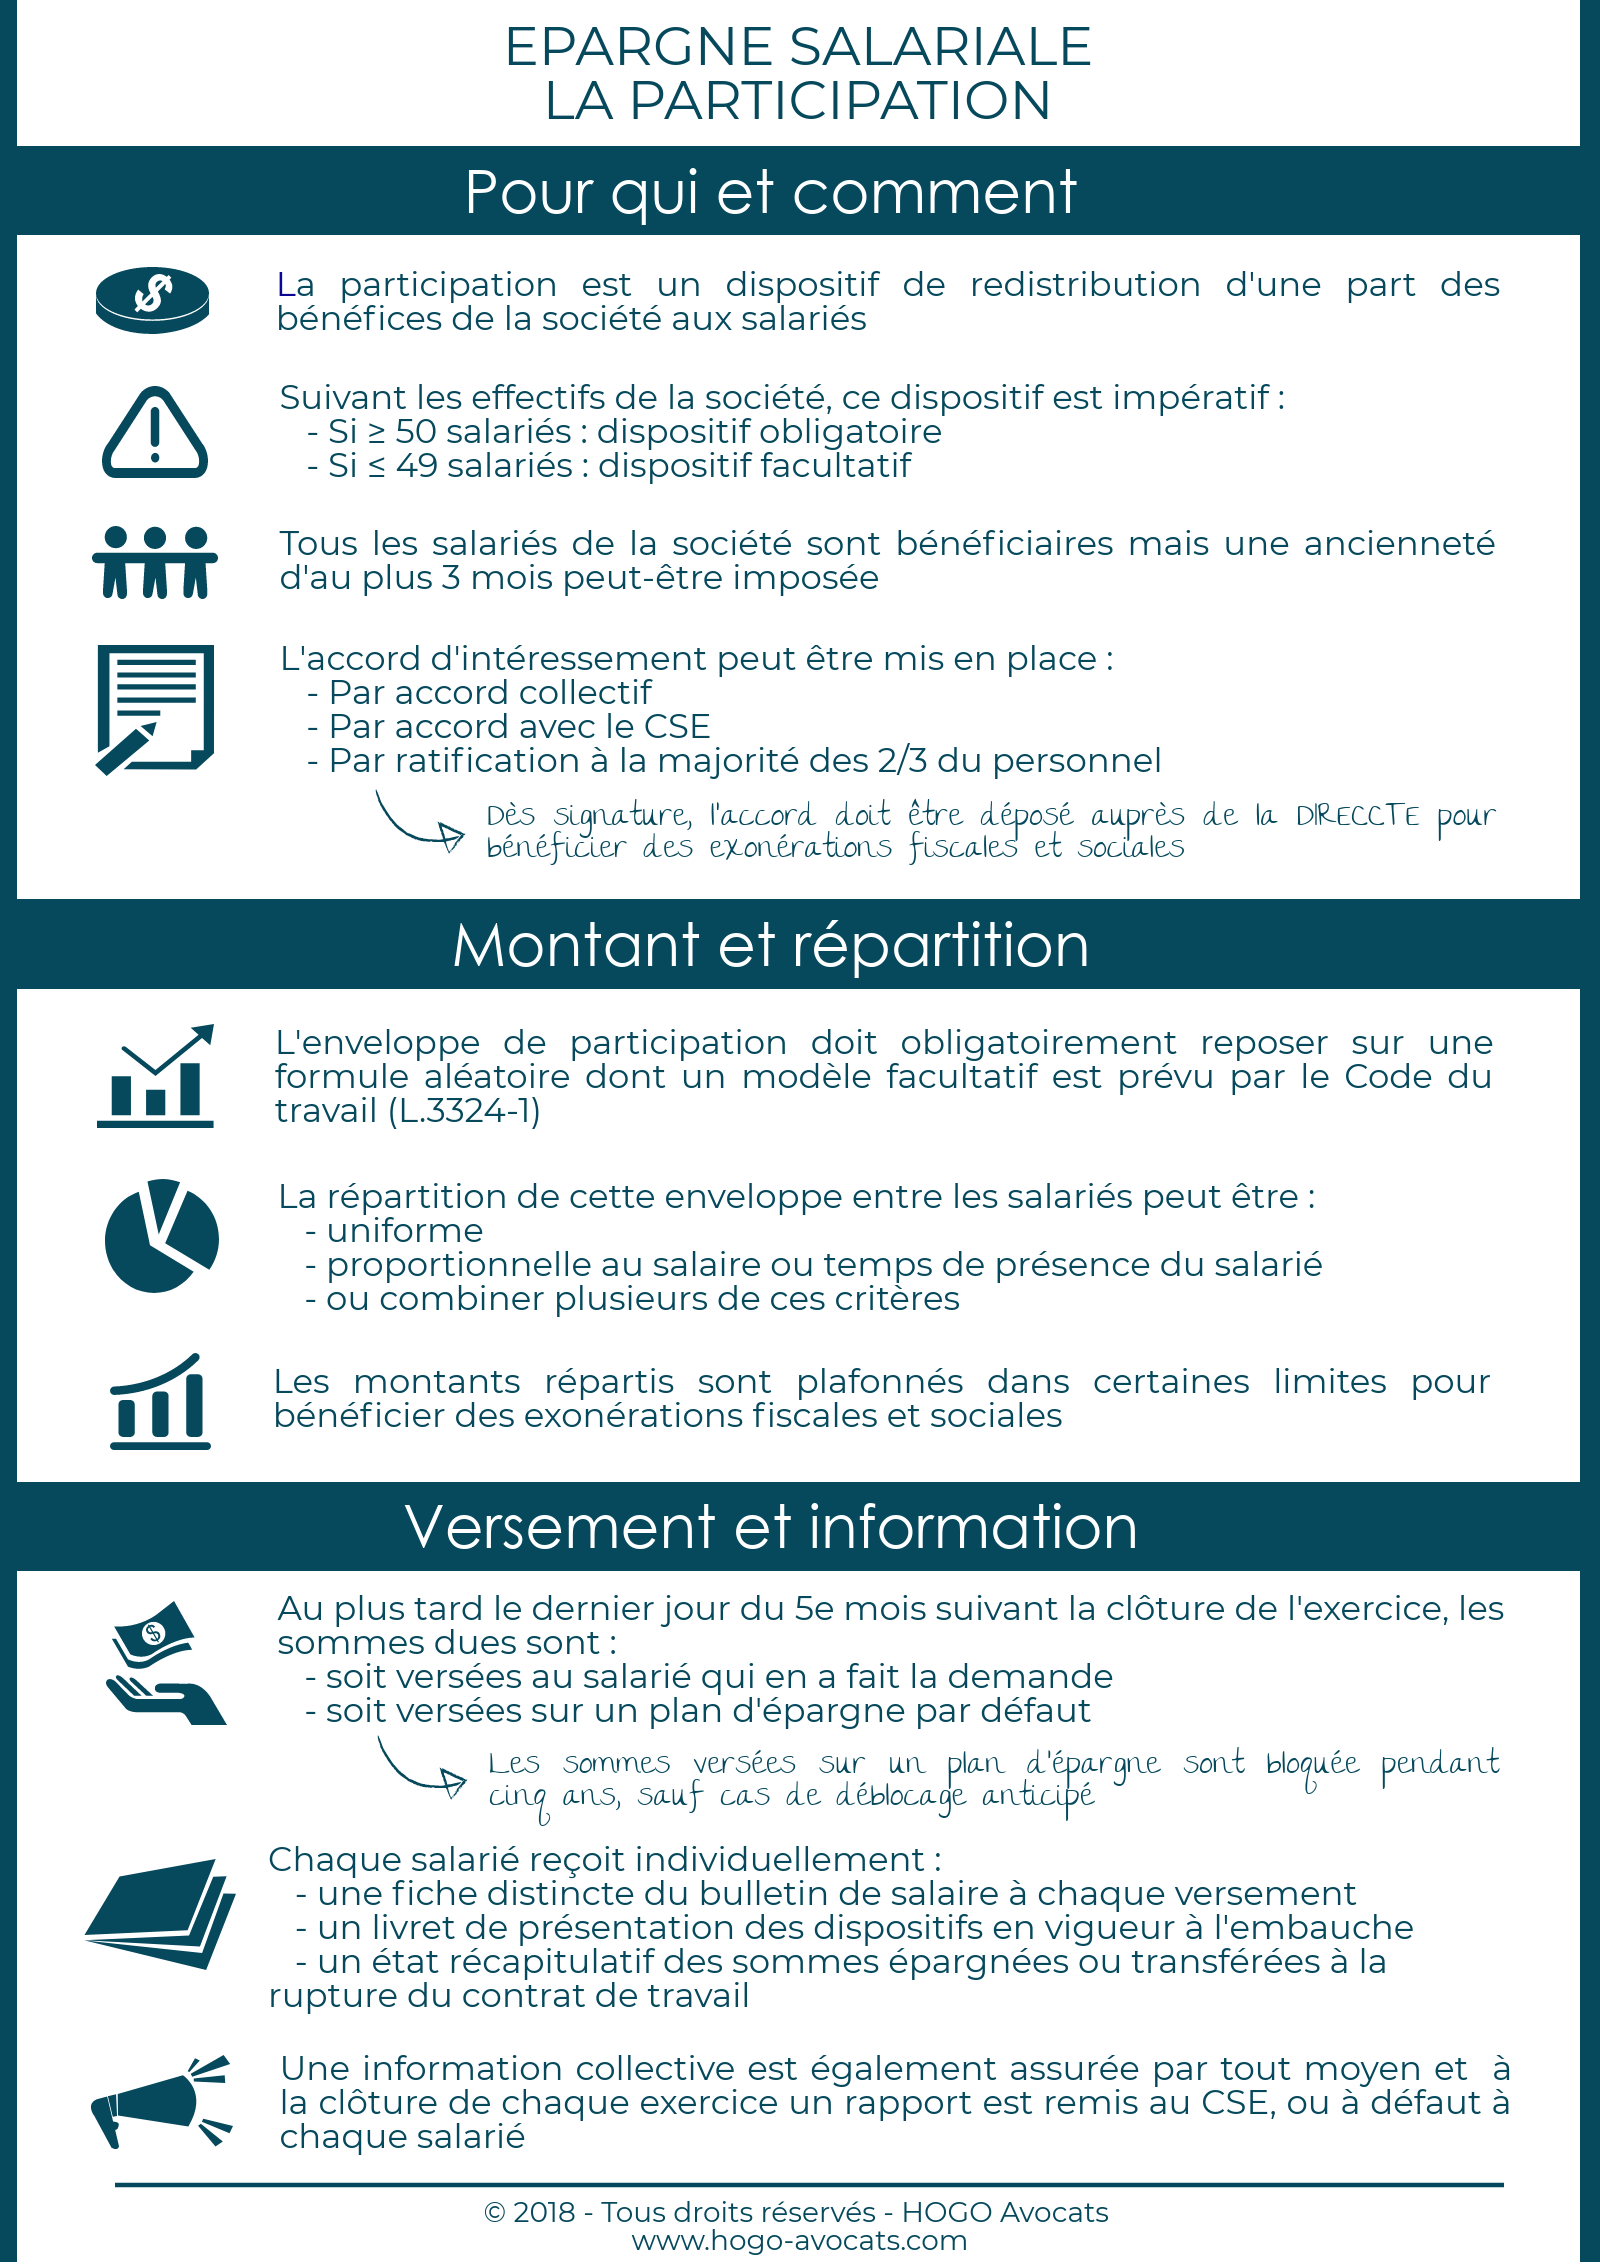 EPARGNE SALARIALE
LA PARTICIPATION
Pour qui et comment
La participation est un dispositif de redistribution d'une part des
bénéfices de la société aux salariés
Suivant les effectifs de la société, ce dispositif est impératif :
- Si ≥ 50 salariés : dispositif obligatoire
- Si ≤ 49 salariés : dispositif facultatif
Tous les salariés de la société sont bénéficiaires mais une ancienneté
d'au plus 3 mois peut-être imposée
L'accord d'intéressement peut être mis en place :
- Par accord collectif
- Par accord avec le CSE
- Par ratification à la majorité des 2/3 du personnel
Dès signature, l'accord doit être déposé auprès de la DIRECCTE pour
bénéficier des exonérations fiscales et sociales
Montant et répartition
L'enveloppe de participation doit obligatoirement reposer sur une
formule aléatoire dont un modèle facultatif est prévu par le Code du
travail (L.3324-1)
La répartition de cette enveloppe entre les salariés peut être :
- uniforme
- proportionnelle au salaire ou temps de présence du salarié
- ou combiner plusieurs de ces critères
Les montants répartis sont plafonnés dans certaines limites pour
bénéficier des exonérations fiscales et sociales
Versement et information
Au plus tard le dernier jour du 5e mois suivant la clôture de l'exercice, les
sommes dues sont :
- soit versées au salarié qui en a fait la demande
- soit versées sur un plan d'épargne par défaut
Les sommes versées sur un plan d'épargne sont bloquée pendant
cinq ans, sauf cas de déblocage anticipé
Chaque salarié reçoit individuellement :
- une fiche distincte du bulletin de salaire à chaque versement
- un livret de présentation des dispositifs en vigueur à l'embauche
- un état récapitulatif des sommes épargnées ou transférées à la
rupture du contrat de travail
Une information collective est également assurée par tout moyen et à
la clôture de chaque exercice un rapport est remis au CSE, ou à défaut à
chaque salarié
© 2018 - Tous droits réservés - HOGO Avocats
www.hogo-avocats.com